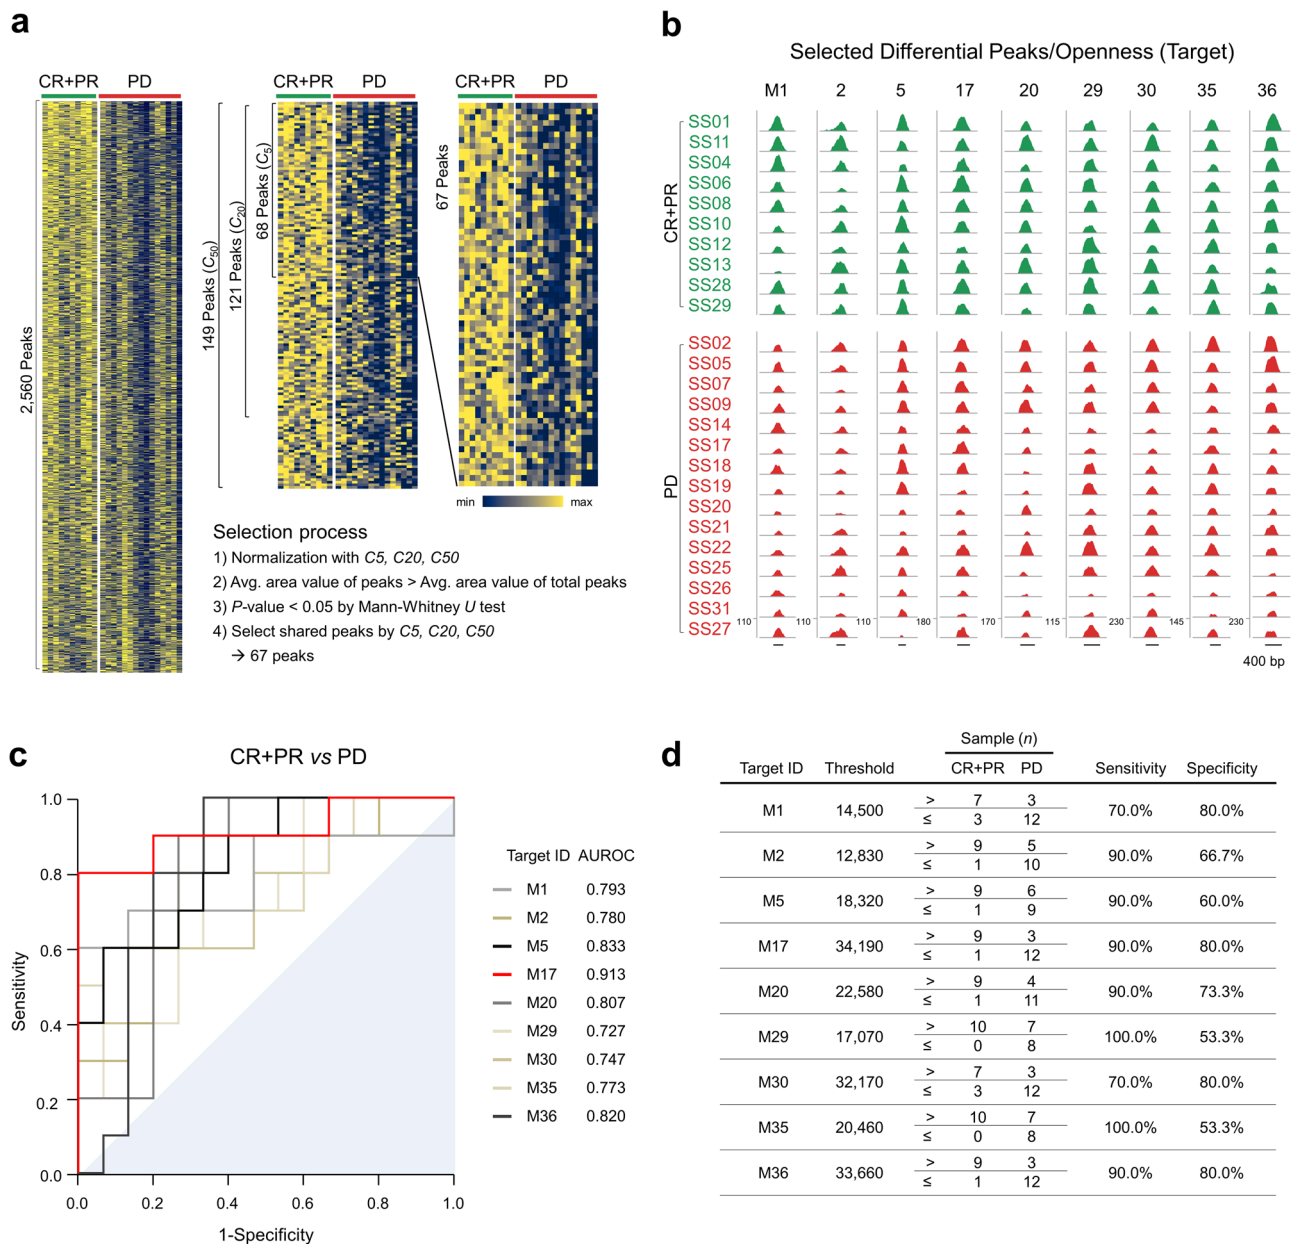 a
CR+PR PD
2,560 Peaks
CR+PR PD
149 Peaks (C50)
121 Peaks (C20)
68 Peaks (C5)
CR+PR PD
67 Peaks
min max
Selection process
1) Normalization with C5, C20, C50
2) Avg. area value of peaks > Avg. area value of total peaks
3) P-value < 0.05 by Mann-Whitney U test
4) Select shared peaks by C5, C20, C50
→ 67 peaks
b
Selected Differential Peaks/Openness (Target)
M1 2 5 17 20 29 30 35 36
CR+PR
SS01
SS11
SS04
SS06
SS08
SS10
SS12
SS13
SS28
SS29
PD
SS02
SS05
SS07
SS09
SS14
SS17
SS18
SS19
SS20
SS21
SS22
SS25
SS26
SS31
SS27
110 110 110 180 170 115 230 145 230
400 bp
c
CR+PR vs PD
Sensitivity
1.0
0.8
0.6
0.4
0.2
0.0
0.0 0.2 0.4 0.6 0.8 1.0
1-Specificity
Target ID AUROC
M1 0.793
M2 0.780
M5 0.833
M17 0.913
M20 0.807
M29 0.727
M30 0.747
M35 0.773
M36 0.820
d
Sample (n)
Target ID Threshold CR+PR PD Sensitivity Specificity
> 7 3
M1 14,500 70.0% 80.0%
≤ 3 12
> 9 5
M2 12,830 90.0% 66.7%
≤ 1 10
> 9 6
M5 18,320 90.0% 60.0%
≤ 1 9
> 9 3
M17 34,190 90.0% 80.0%
≤ 1 12
> 9 4
M20 22,580 90.0% 73.3%
≤ 1 11
> 10 7
M29 17,070 100.0% 53.3%
≤ 0 8
> 7 3
M30 32,170 70.0% 80.0%
≤ 3 12
> 10 7
M35 20,460 100.0% 53.3%
≤ 0 8
> 9 3
M36 33,660 90.0% 80.0%
≤ 1 12